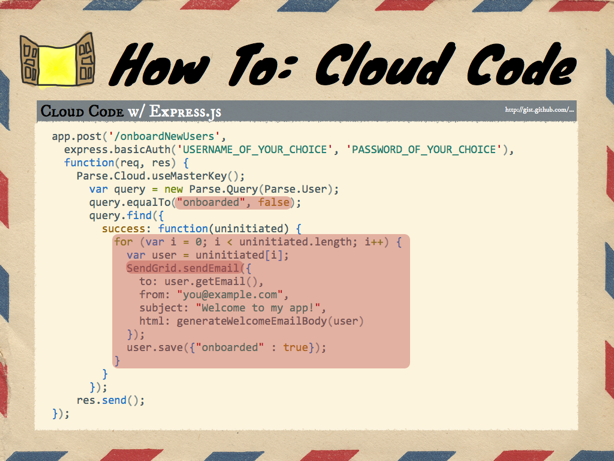 How To: Cloud Code
Cloud Code w/ Express.js
http://gist.github.com/...
app.post('/onboardNewUsers',
express.basicAuth('USERNAME_OF_YOUR_CHOICE', 'PASSWORD_OF_YOUR_CHOICE'),
function(req, res) {
Parse.Cloud.useMasterKey();
var query = new Parse.Query(Parse.User);
query.equalTo("onboarded", false);
query.find({
success: function(uninitiated) {
for (var i = 0; i < uninitiated.length; i++) {
var user = uninitiated[i];
SendGrid.sendEmail({
to: user.getEmail(),
from: "you@example.com",
subject: "Welcome to my app!",
html: generateWelcomeEmailBody(user)
});
user.save({"onboarded" : true});
}
}
});
res.send();
});